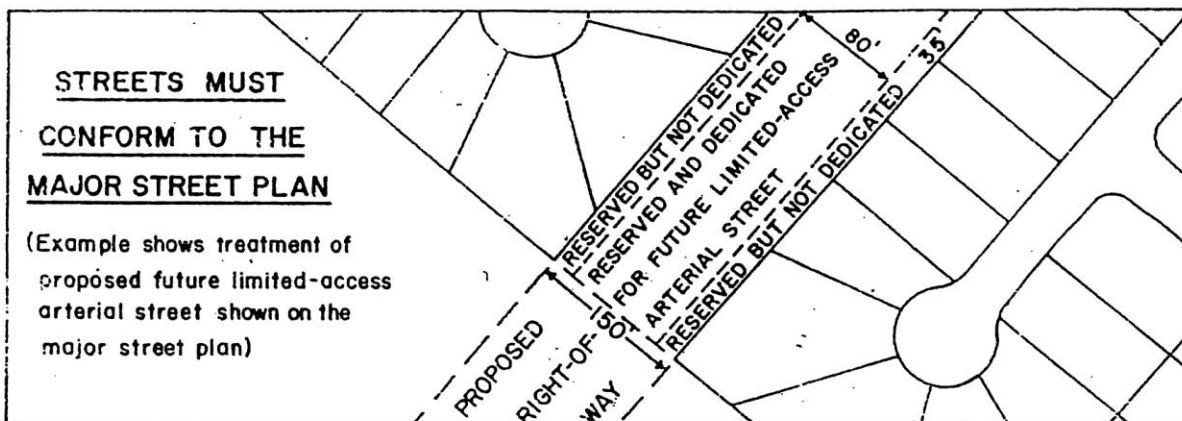 STREETS MUST
CONFORM TO THE
MAJOR STREET PLAN
(Example shows treatment of
proposed future limited-access
arterial street shown on the
major street plan)
RESERVED BUT NOT DEDICATED
RESERVED AND DEDICATED
FOR FUTURE LIMITED-ACCESS
ARTERIAL STREET
RESERVED BUT NOT DEDICATED
80'
35'
150'
PROPOSED
RIGHT-OF-
WAY